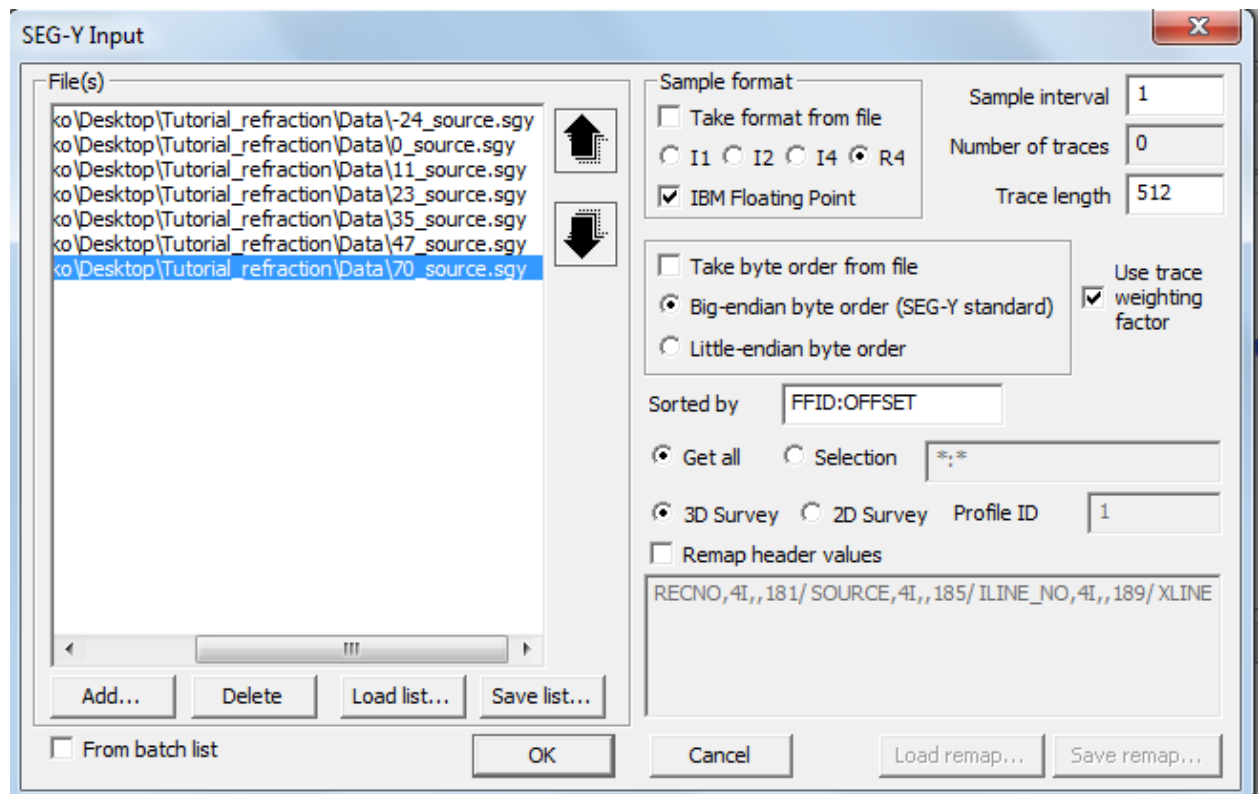 SEG-Y Input
File(s)
ko\Desktop\Tutorial_refraction\Data\-24_source.sgy
ko\Desktop\Tutorial_refraction\Data\0_source.sgy
ko\Desktop\Tutorial_refraction\Data\11_source.sgy
ko\Desktop\Tutorial_refraction\Data\23_source.sgy
ko\Desktop\Tutorial_refraction\Data\35_source.sgy
ko\Desktop\Tutorial_refraction\Data\47_source.sgy
ko\Desktop\Tutorial_refraction\Data\70_source.sgy
Add...
Delete
Load list...
Save list...
From batch list
OK
Sample format
Take format from file
I1 I2 I4 R4
IBM Floating Point
Sample interval 1
Number of traces 0
Trace length 512
Take byte order from file
Big-endian byte order (SEG-Y standard)
Little-endian byte order
Use trace
weighting
factor
Sorted by FFID:OFFSET
Get all Selection *:*
3D Survey 2D Survey Profile ID 1
Remap header values
RECNO,4I,,181/ SOURCE,4I,,185/ ILINE_NO,4I,,189/ XLINE
Cancel
Load remap...
Save remap...